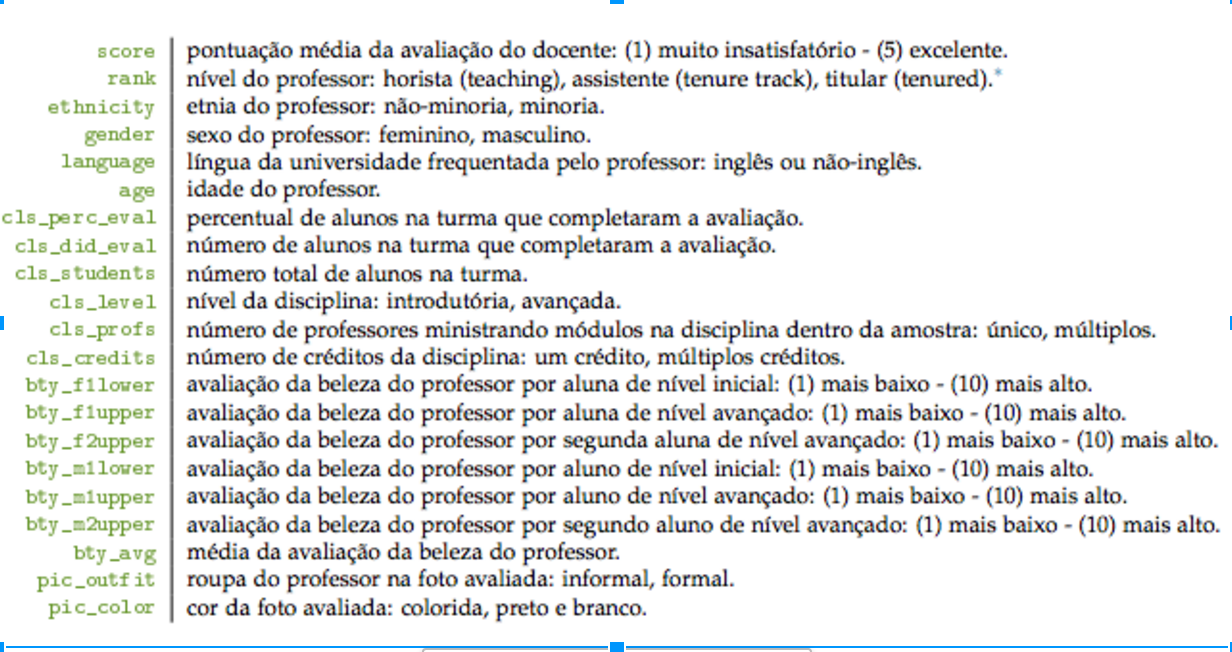 score pontuação média da avaliação do docente: (1) muito insatisfatório - (5) excelente.
rank nível do professor: horista (teaching), assistente (tenure track), titular (tenured).*
ethnicity etnia do professor: não-minoria, minoria.
gender sexo do professor: feminino, masculino.
language língua da universidade frequentada pelo professor: inglês ou não-inglês.
age idade do professor.
cls_perc_eval percentual de alunos na turma que completaram a avaliação.
cls_did_eval número de alunos na turma que completaram a avaliação.
cls_students número total de alunos na turma.
cls_level nível da disciplina: introdutória, avançada.
cls_profs número de professores ministrando módulos na disciplina dentro da amostra: único, múltiplos.
cls_credits número de créditos da disciplina: um crédito, múltiplos créditos.
bty_f1lower avaliação da beleza do professor por aluna de nível inicial: (1) mais baixo - (10) mais alto.
bty_f1upper avaliação da beleza do professor por aluna de nível avançado: (1) mais baixo - (10) mais alto.
bty_f2upper avaliação da beleza do professor por segunda aluna de nível avançado: (1) mais baixo - (10) mais alto.
bty_m1lower avaliação da beleza do professor por aluno de nível inicial: (1) mais baixo - (10) mais alto.
bty_m1upper avaliação da beleza do professor por aluno de nível avançado: (1) mais baixo - (10) mais alto.
bty_m2upper avaliação da beleza do professor por segundo aluno de nível avançado: (1) mais baixo - (10) mais alto.
bty_avg média da avaliação da beleza do professor.
pic_outfit roupa do professor na foto avaliada: informal, formal.
pic_color cor da foto avaliada: colorida, preto e branco.